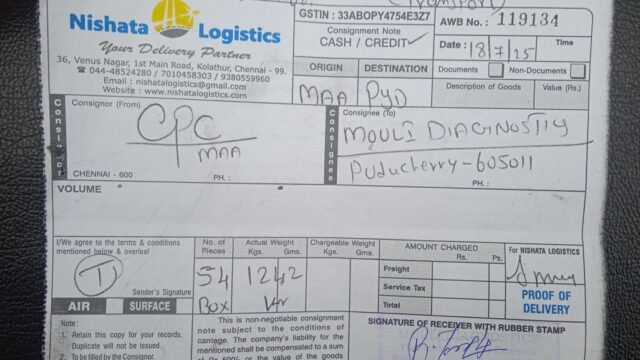 Nishata Logistics
Your Delivery Partner
36, Venus Nagar, 1st Main Road, Kolathur, Chennai - 99.
☎ 044-48524280 / 7010458303 / 9380559960
Email : nishatalogistics@gmail.com
Website : www.nishatalogistics.com
GSTIN : 33ABOPY4754E3Z7
Consignment Note
CASH / CREDIT ✓
AWB No. : 119134
Date : 18/7/25 Time
ORIGIN DESTINATION
MAA PYD
Documents Non-Documents
Description of Goods Value (Rs.)
Consignor
Consignor (From)
CPC
MAA
CHENNAI - 600 PH. :
Consignee
Consignee (To)
MOULI DIAGNOSTIY
Puducherry-605011
PH. :
VOLUME
I/We agree to the terms & conditions
mentioned below & overleaf
Sender's Signature
AIR SURFACE
No. of Pieces
54
Box
Actual Weight
Kgs. Gms.
1242
Chargeable Weight
Kgs. Gms.
AMOUNT CHARGED
Rs. Ps.
Freight
Service Tax
Total
For NISHATA LOGISTICS
PROOF OF
DELIVERY
Note:
1. Retain this copy for your records.
Duplicate will not be issued.
2. To be filled by the Consignor.
This is non-negotiable consignment
note subject to the conditions of
carriage. The company's liability for the
mentioned shall be compensated to a sum
value of the goods
SIGNATURE OF RECEIVER WITH RUBBER STAMP